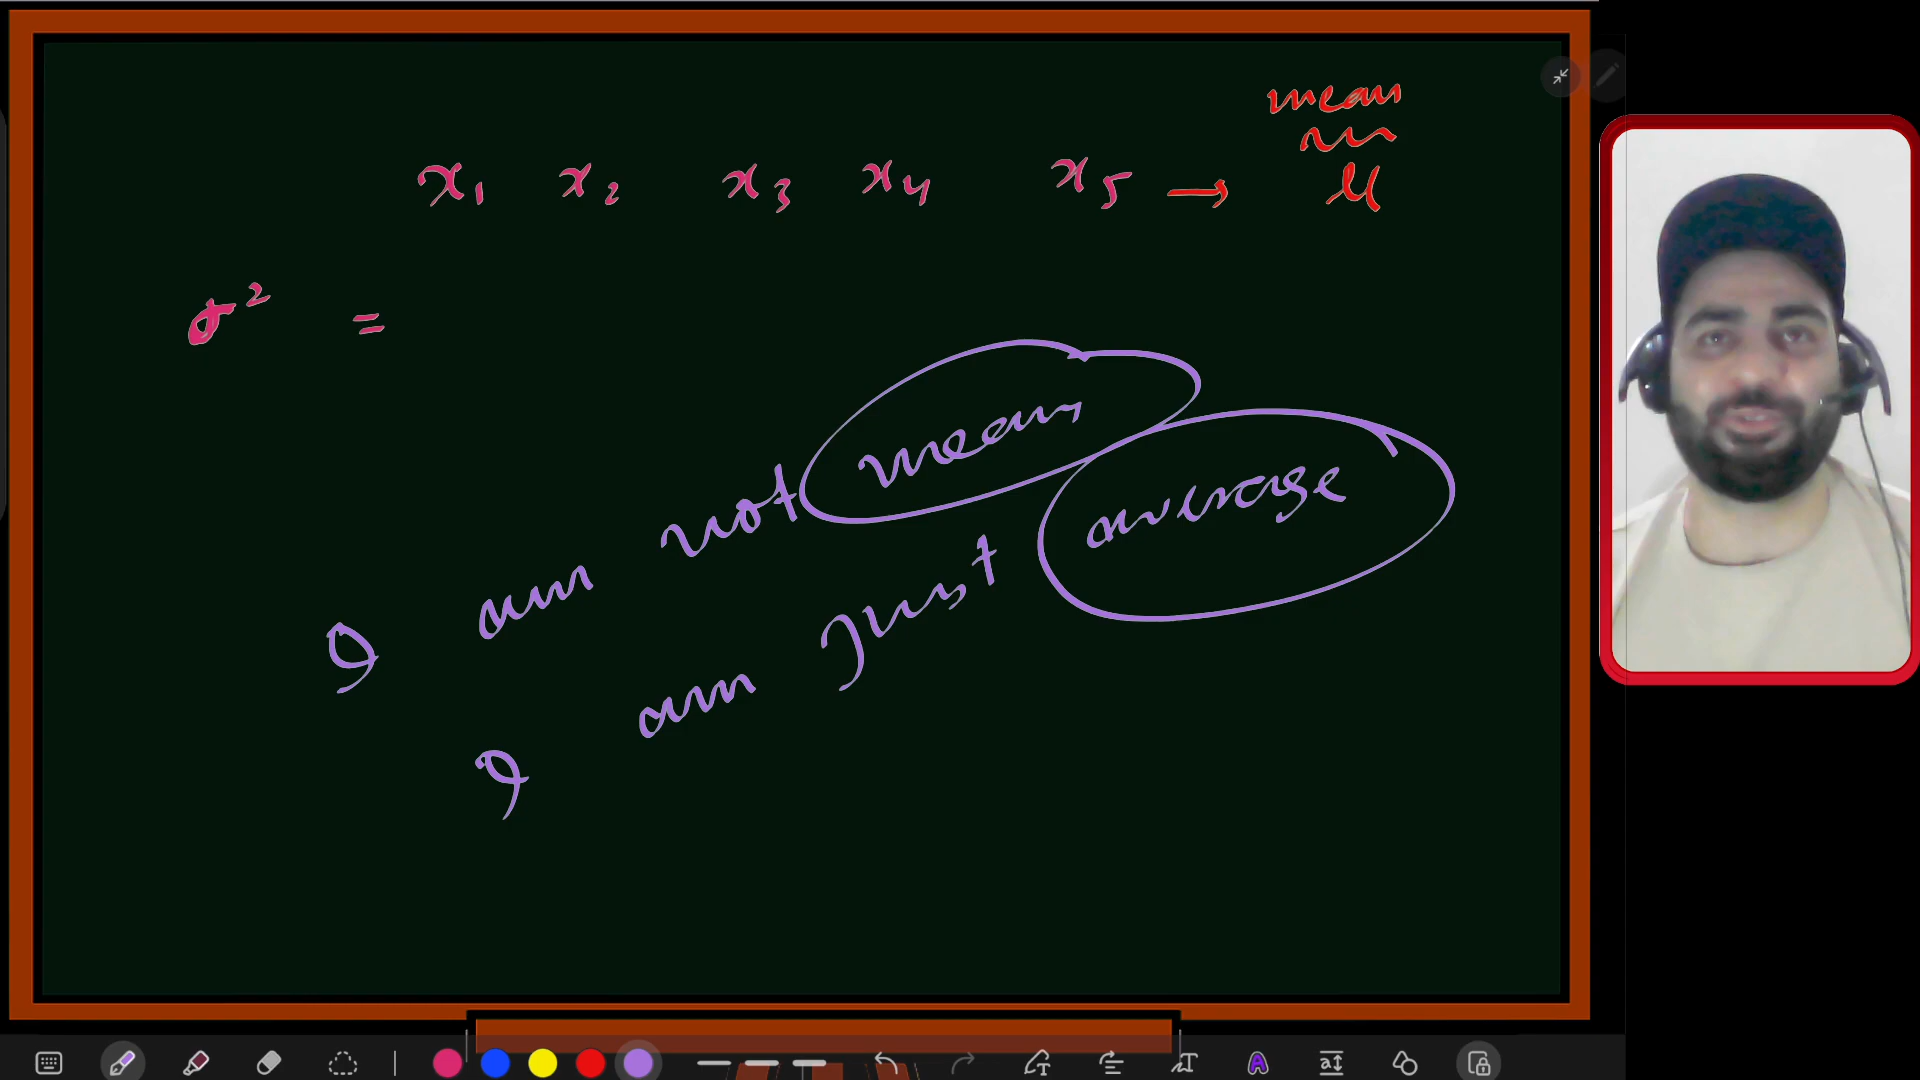 mean
x₁ x₂ x₃ x₄ x₅ → μ
σ² =
I am not mean
I am just average